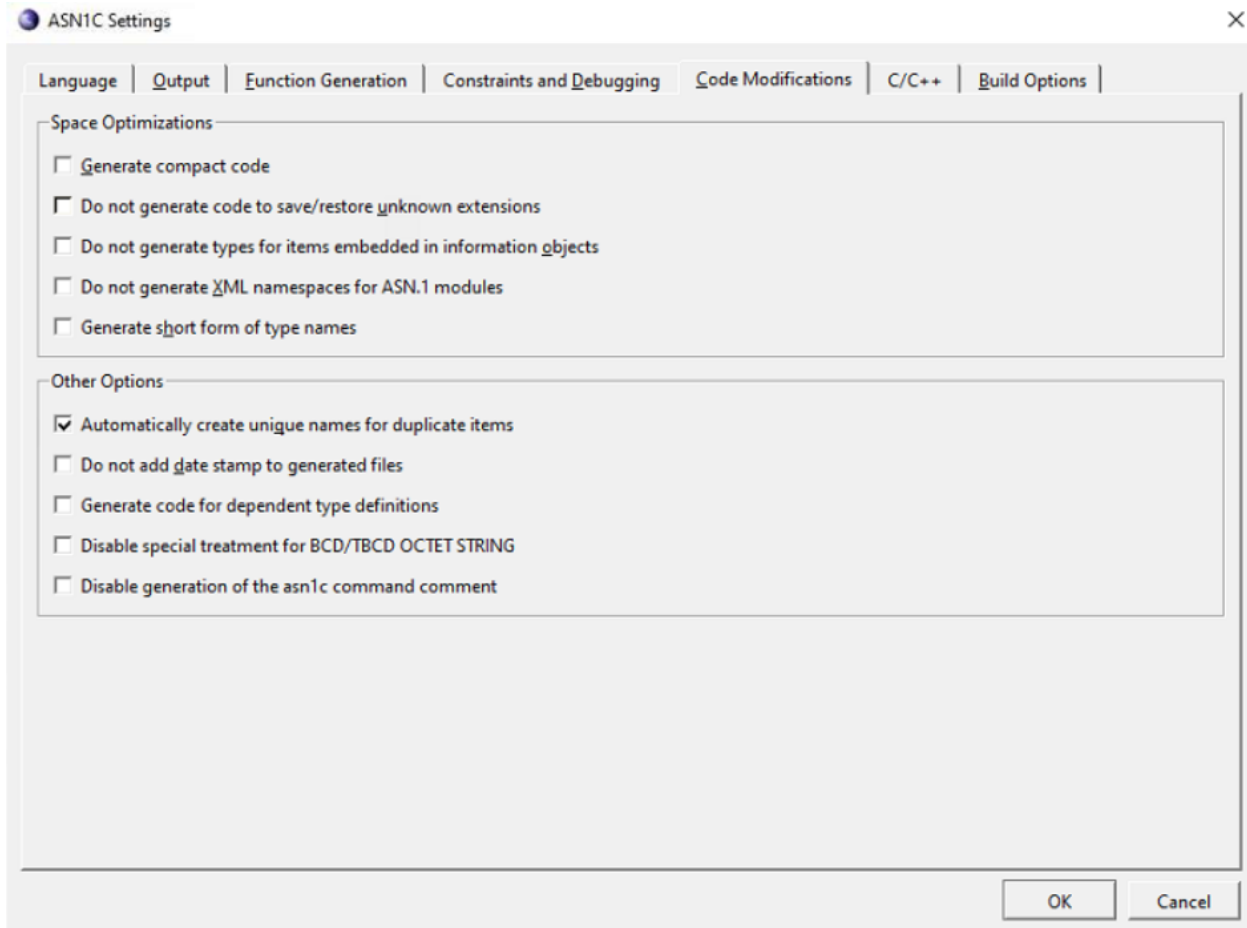 ASN1C Settings
Language Output Function Generation Constraints and Debugging Code Modifications C/C++ Build Options
Space Optimizations
Generate compact code
Do not generate code to save/restore unknown extensions
Do not generate types for items embedded in information objects
Do not generate XML namespaces for ASN.1 modules
Generate short form of type names
Other Options
Automatically create unique names for duplicate items
Do not add date stamp to generated files
Generate code for dependent type definitions
Disable special treatment for BCD/TBCD OCTET STRING
Disable generation of the asn1c command comment
OK Cancel